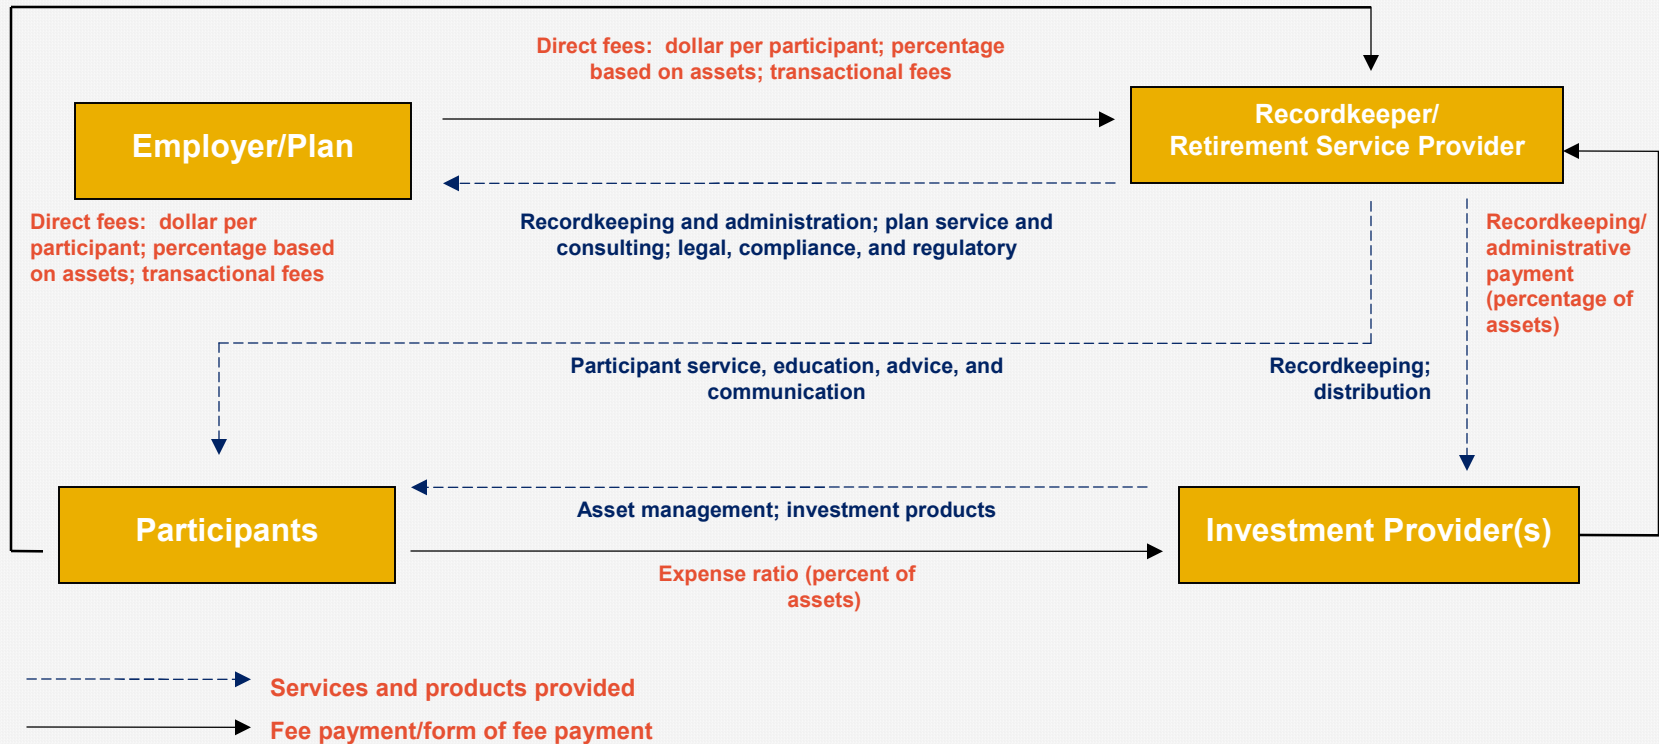 Direct fees:  dollar per participant; percentage
based on assets; transactional fees
Employer/Plan
Recordkeeper/
Retirement Service Provider
Direct fees:  dollar per
participant; percentage based
on assets; transactional fees
Recordkeeping and administration; plan service and
consulting; legal, compliance, and regulatory
Recordkeeping/
administrative
payment
(percentage of
assets)
Participant service, education, advice, and
communication
Recordkeeping;
distribution
Participants
Asset management; investment products
Investment Provider(s)
Expense ratio (percent of
assets)
Services and products provided
Fee payment/form of fee payment